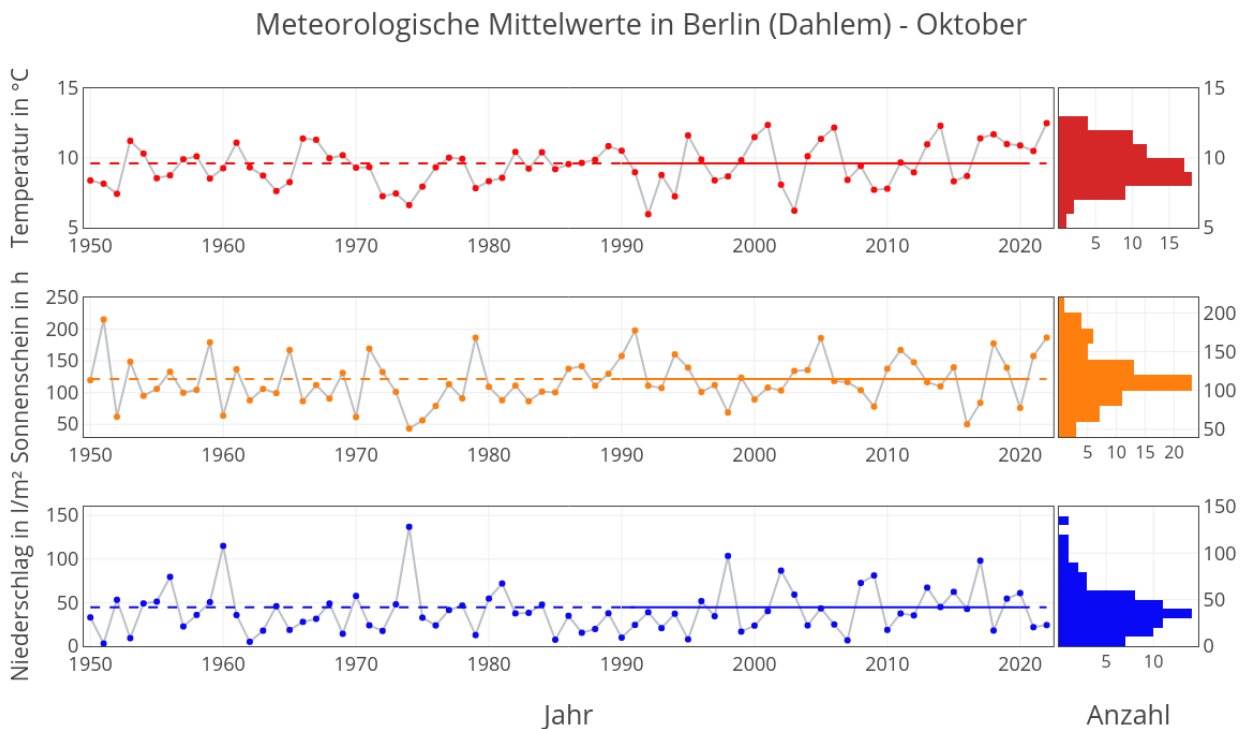 Meteorologische Mittelwerte in Berlin (Dahlem) - Oktober
Temperatur in °C
15
10
5
1950 1960 1970 1980 1990 2000 2010 2020
15
10
5
5 10 15
Sonnenschein in h
250
200
150
100
50
1950 1960 1970 1980 1990 2000 2010 2020
200
150
100
50
5 10 15 20
Niederschlag in l/m²
150
100
50
0
1950 1960 1970 1980 1990 2000 2010 2020
150
100
50
0
5 10
Jahr
Anzahl